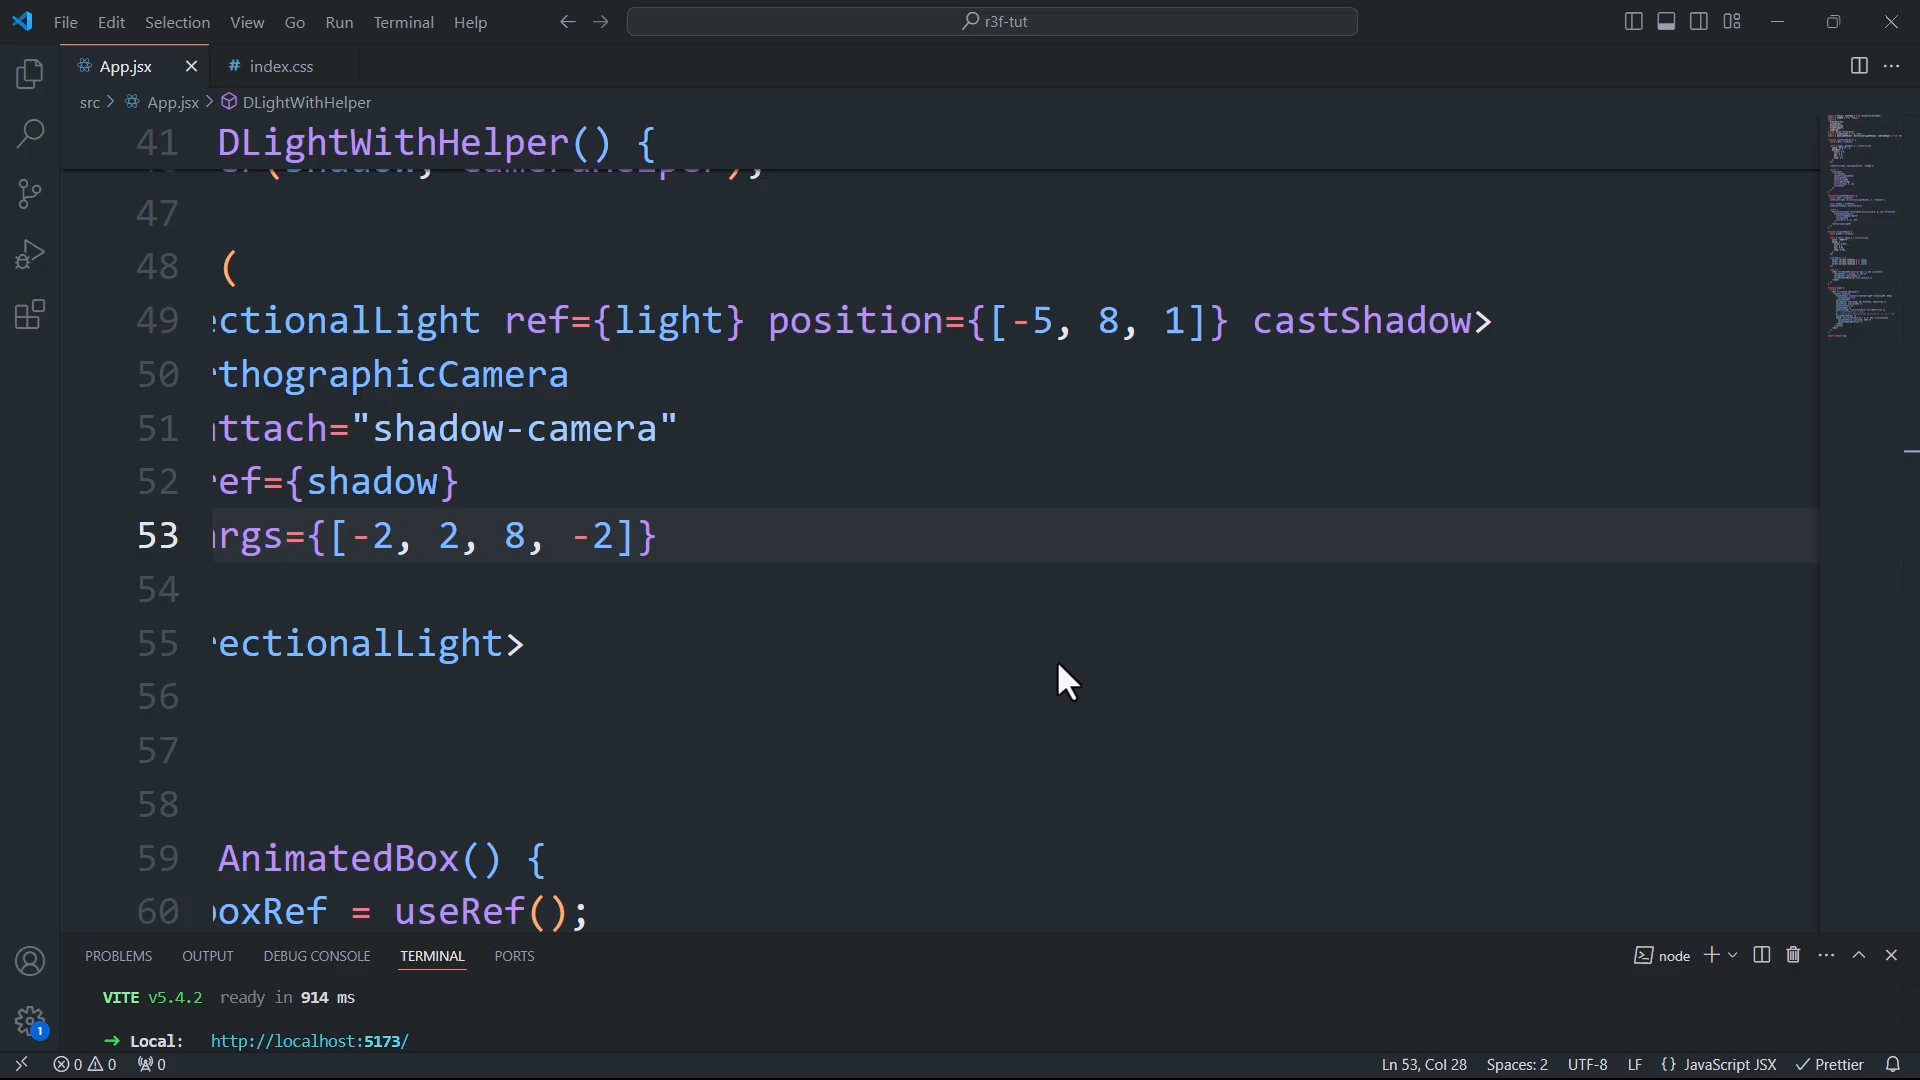 File Edit Selection View Go Run Terminal Help r3f-tut
App.jsx # index.css
src > App.jsx > DLightWithHelper
41 DLightWithHelper() {
47
48 (
49 ectionalLight ref={light} position={[-5, 8, 1]} castShadow>
50 thographicCamera
51 ttach="shadow-camera"
52 ef={shadow}
53 rgs={[-2, 2, 8, -2]}
54
55 ectionalLight>
56
57
58
59 AnimatedBox() {
60 oxRef = useRef();
PROBLEMS OUTPUT DEBUG CONSOLE TERMINAL PORTS node
VITE v5.4.2 ready in 914 ms
➜ Local: http://localhost:5173/
1
0 0 0 Ln 53, Col 28 Spaces: 2 UTF-8 LF {} JavaScript JSX Prettier